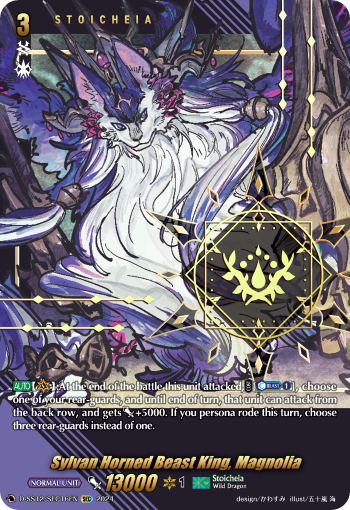 3 STOICHEIA
AUTO : At the end of the battle this unit attacked, COST [BLAST 1], choose
one of your rear-guards, and until end of turn, that unit can attack from
the back row, and gets +5000. If you persona rode this turn, choose
three rear-guards instead of one.
Sylvan Horned Beast King, Magnolia
NORMAL UNIT 13000 1 Stoicheia
Wild Dragon
2024 design/かわすみ illust/五十嵐 海